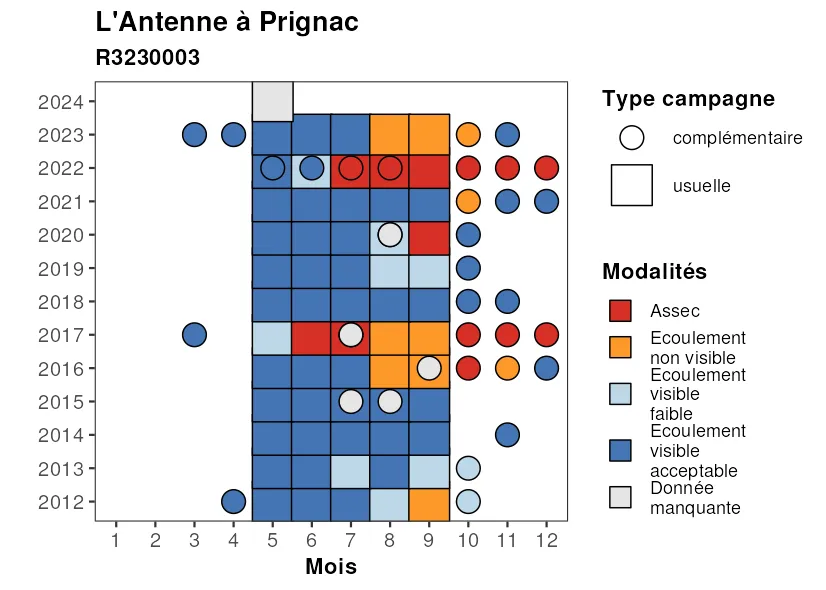 L'Antenne à Prignac
R3230003
2024
2023
2022
2021
2020
2019
2018
2017
2016
2015
2014
2013
2012
1 2 3 4 5 6 7 8 9 10 11 12
Mois
Type campagne
complémentaire
usuelle
Modalités
Assec
Ecoulement
non visible
Ecoulement
visible
faible
Ecoulement
visible
acceptable
Donnée
manquante